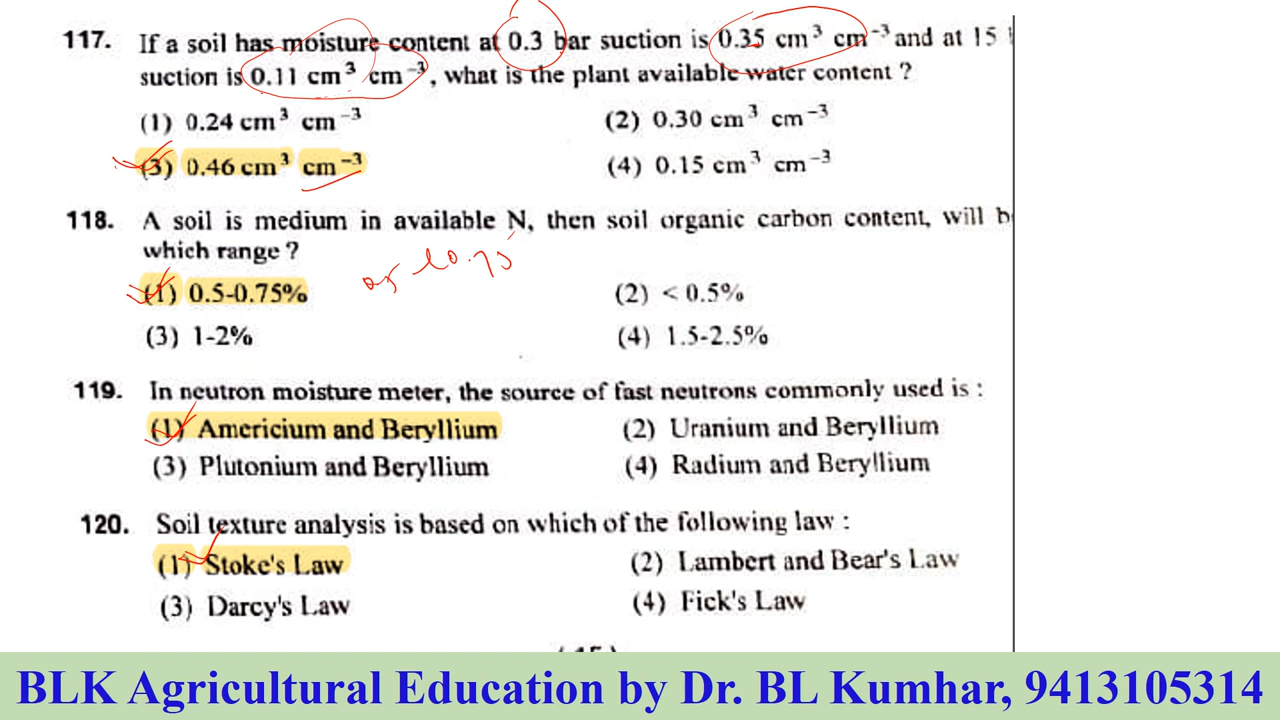 117. If a soil has moisture content at 0.3 bar suction is 0.35 cm³ cm⁻³ and at 15
suction is 0.11 cm³ cm⁻³, what is the plant available water content ?
(1) 0.24 cm³ cm⁻³ (2) 0.30 cm³ cm⁻³
(3) 0.46 cm³ cm⁻³ (4) 0.15 cm³ cm⁻³
118. A soil is medium in available N, then soil organic carbon content, will b
which range ?
(1) 0.5-0.75% (2) < 0.5%
(3) 1-2% (4) 1.5-2.5%
119. In neutron moisture meter, the source of fast neutrons commonly used is :
(1) Americium and Beryllium (2) Uranium and Beryllium
(3) Plutonium and Beryllium (4) Radium and Beryllium
120. Soil texture analysis is based on which of the following law :
(1) Stoke's Law (2) Lambert and Bear's Law
(3) Darcy's Law (4) Fick's Law
BLK Agricultural Education by Dr. BL Kumhar, 9413105314